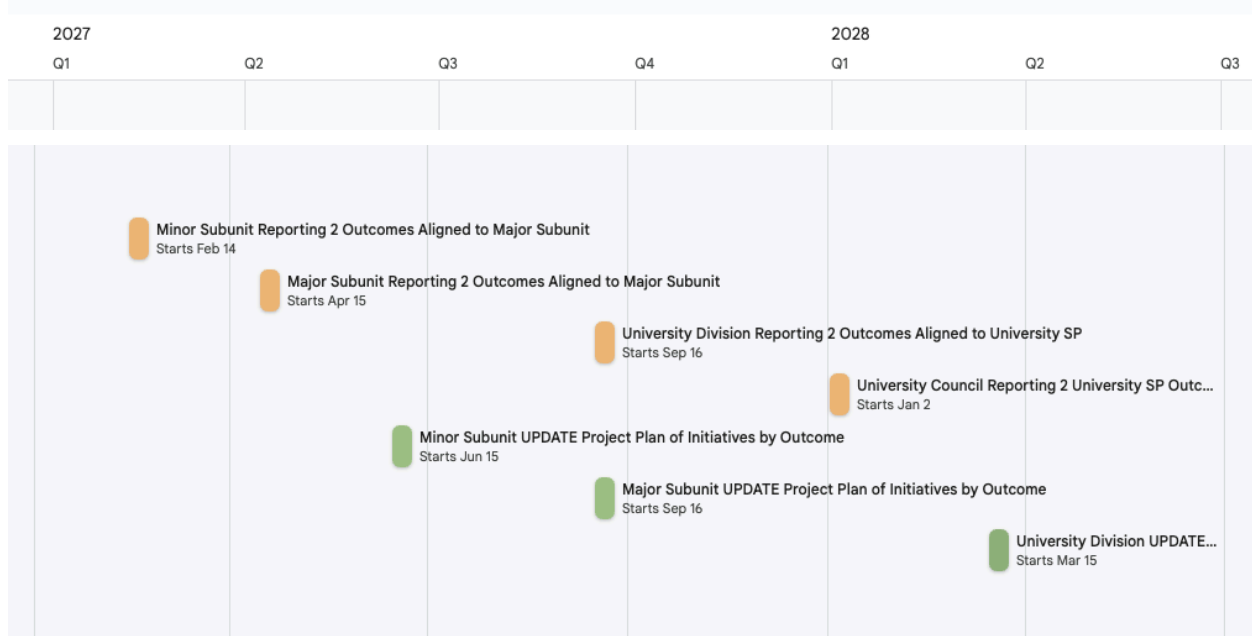 2027 2028
Q1 Q2 Q3 Q4 Q1 Q2 Q3
Minor Subunit Reporting 2 Outcomes Aligned to Major Subunit
Starts Feb 14
Major Subunit Reporting 2 Outcomes Aligned to Major Subunit
Starts Apr 15
University Division Reporting 2 Outcomes Aligned to University SP
Starts Sep 16
University Council Reporting 2 University SP Outc...
Starts Jan 2
Minor Subunit UPDATE Project Plan of Initiatives by Outcome
Starts Jun 15
Major Subunit UPDATE Project Plan of Initiatives by Outcome
Starts Sep 16
University Division UPDATE...
Starts Mar 15